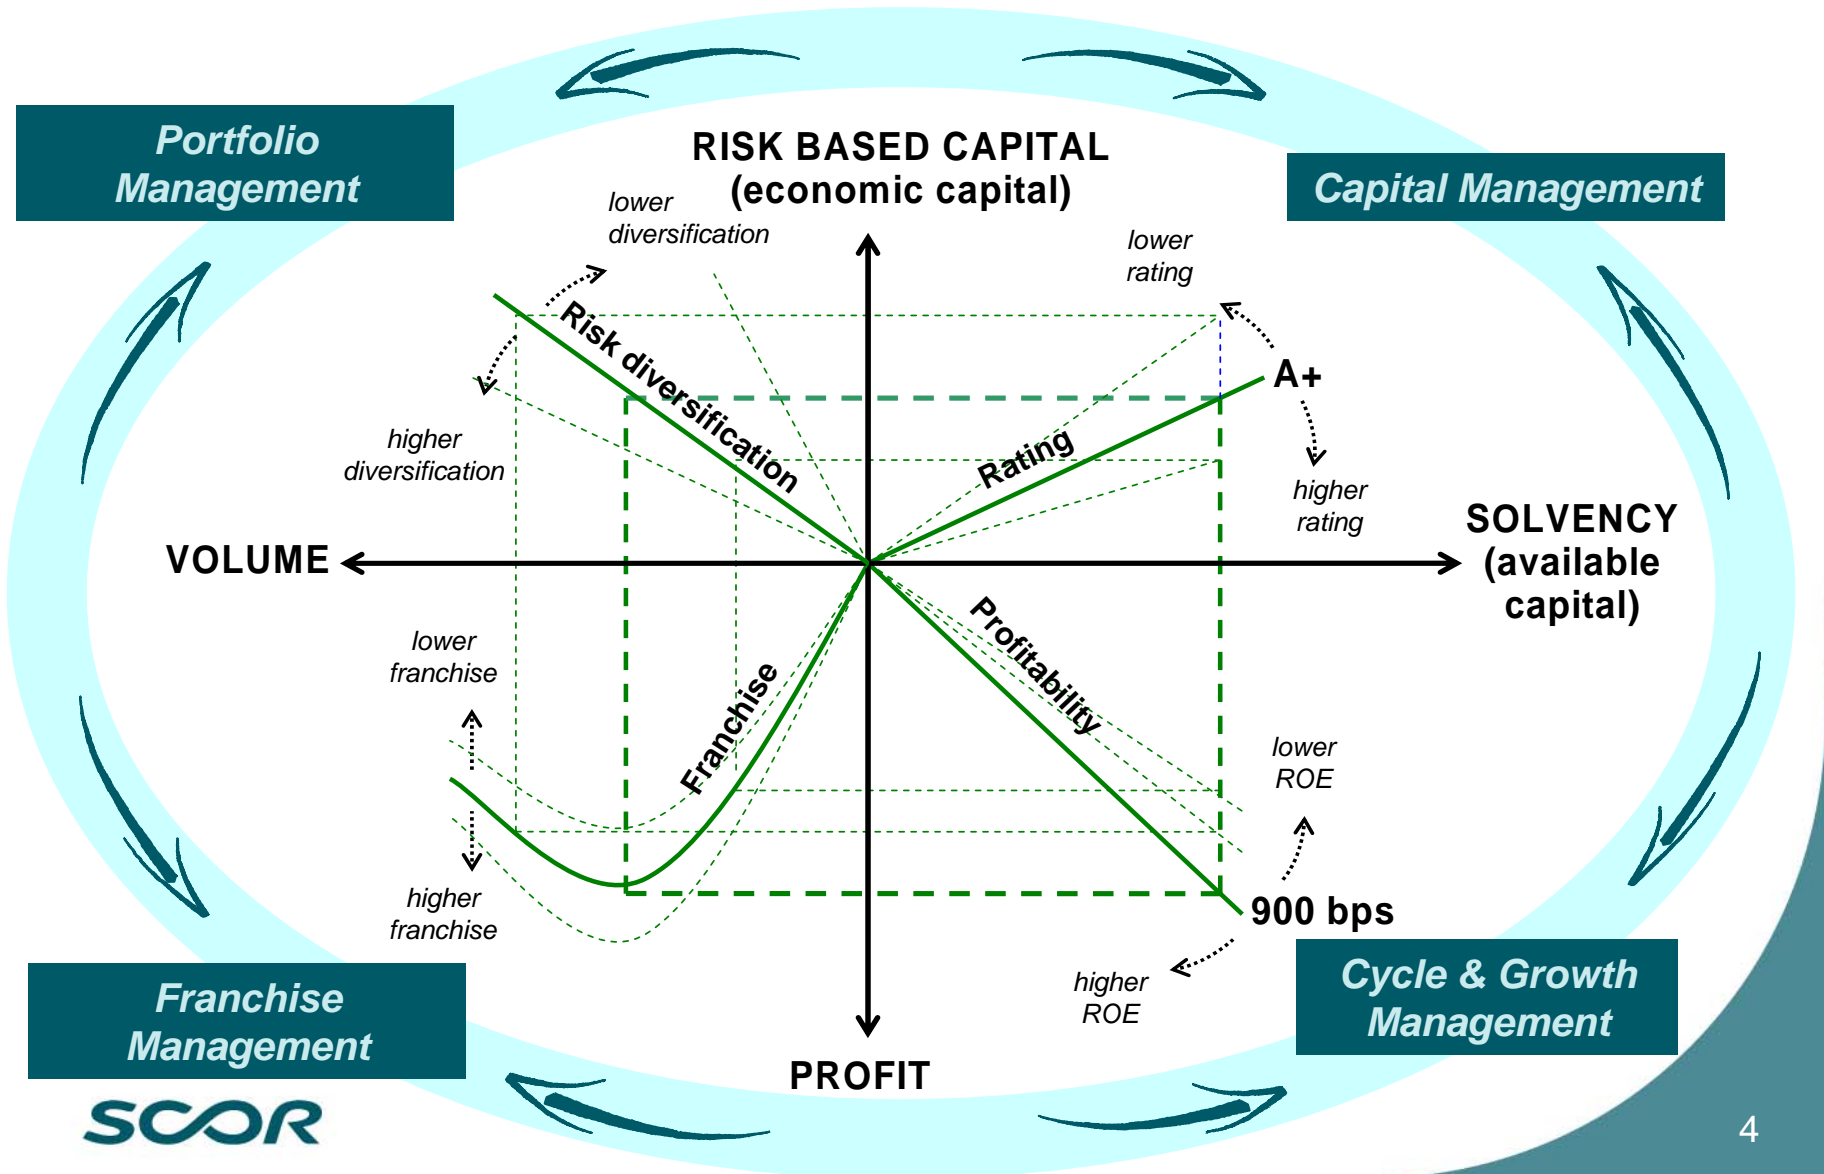 Portfolio
Management
RISK BASED CAPITAL
(economic capital)
Capital Management
lower
diversification
lower
rating
Risk diversification
A+
Rating
higher
diversification
higher
rating
SOLVENCY
(available
capital)
VOLUME
lower
franchise
Franchise
Profitability
lower
ROE
higher
franchise
900 bps
higher
ROE
Franchise
Management
Cycle & Growth
Management
PROFIT
SCOR
4